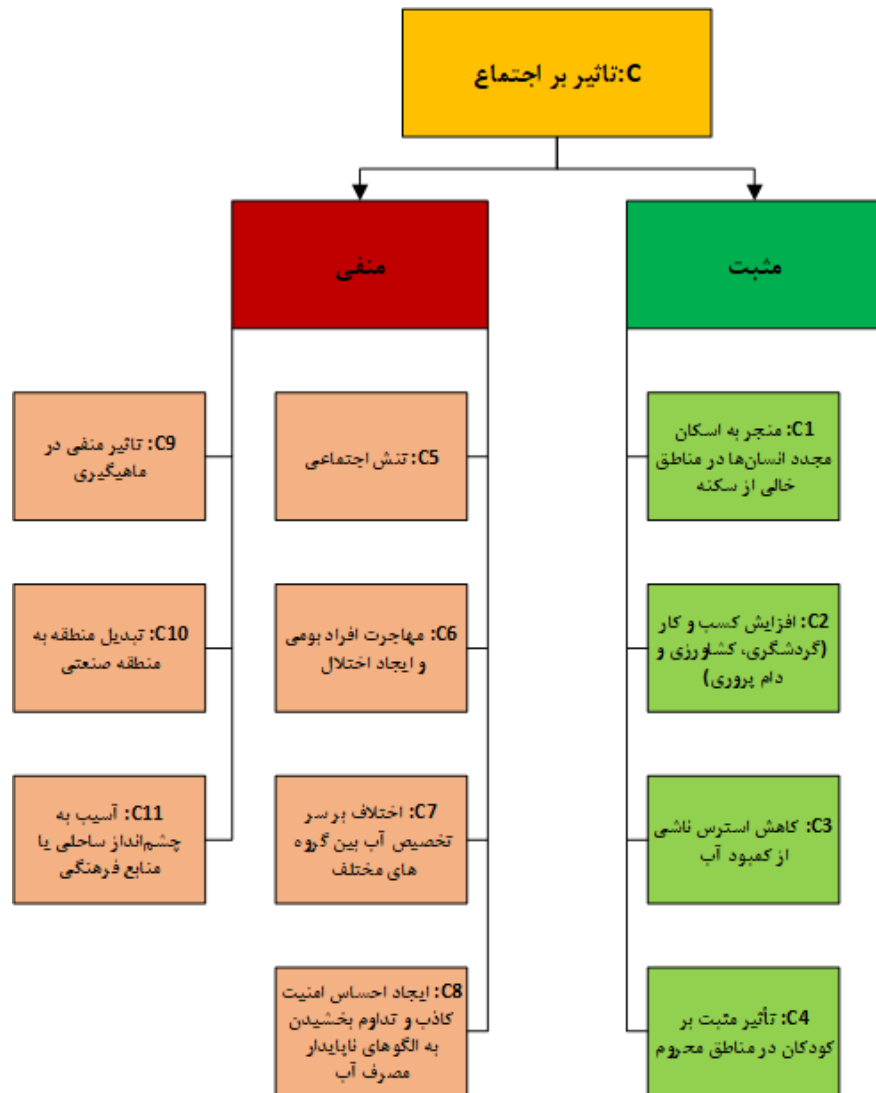 C:تاثیر بر اجتماع
مثبت
منفی
C1: منجر به اسکان
مجدد انسان‌ها در مناطق
خالی از سکنه
C2: افزایش کسب و کار
(گردشگری، کشاورزی و
دام پروری)
C3: کاهش استرس ناشی
از کمبود آب
C4: تأثیر مثبت بر
کودکان در مناطق محروم
C5: تنش اجتماعی
C6: مهاجرت افراد بومی
و ایجاد اختلال
C7: اختلاف بر سر
تخصیص آب بین گروه
های مختلف
C8: ایجاد احساس امنیت
کاذب و تداوم بخشیدن
به الگوهای ناپایدار
مصرف آب
C9: تاثیر منفی در
ماهیگیری
C10: تبدیل منطقه به
منطقه صنعتی
C11: آسیب به
چشم‌انداز ساحلی یا
منابع فرهنگی